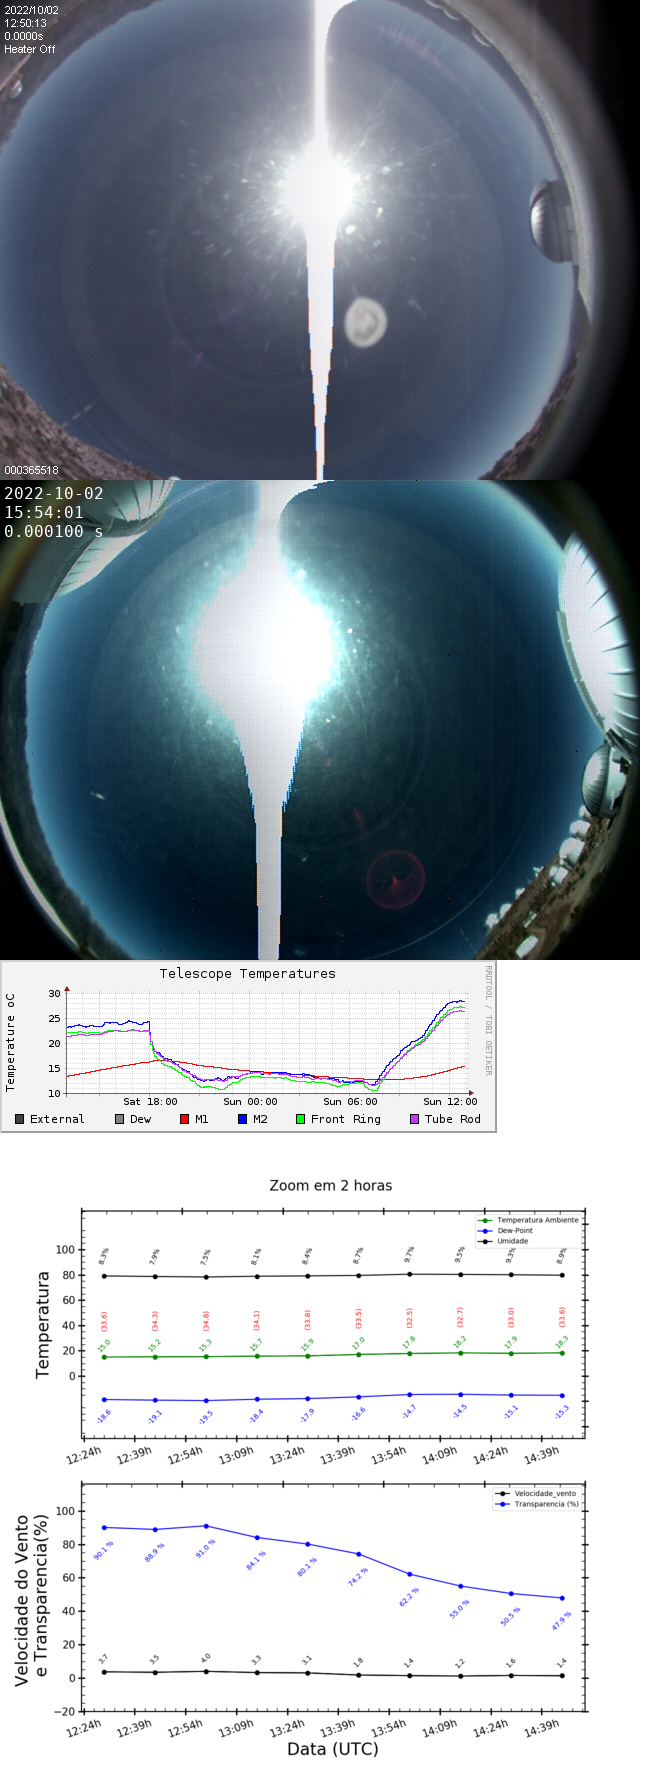 2022/10/02
12:50:13
0.0000s
Heater Off
000365518
2022-10-02
15:54:01
0.000100 s
Telescope Temperatures
RRDTOOL / TOBI OETIKER
Temperature oC
30
25
20
15
10
Sat 18:00 Sun 00:00 Sun 06:00 Sun 12:00
External Dew M1 M2 Front Ring Tube Rod
Zoom em 2 horas
Temperatura Ambiente
Dew-Point
Umidade
Temperatura
100
80
60
40
20
0
8.3% 7.9% 7.5% 8.1% 8.4% 8.7% 9.7% 9.5% 9.3% 8.9%
(33.6) (34.3) (34.8) (34.1) (33.8) (33.5) (32.5) (32.7) (33.0) (33.6)
15.0 15.2 15.3 15.7 15.9 17.0 17.8 18.2 17.9 18.3
-18.6 -19.1 -19.5 -18.4 -17.9 -16.6 -14.7 -14.5 -15.1 -15.3
12:24h 12:39h 12:54h 13:09h 13:24h 13:39h 13:54h 14:09h 14:24h 14:39h
Velocidade_vento
Transparencia (%)
Velocidade do Vento
e Transparencia(%)
100
80
60
40
20
0
−20
90.1 % 88.9 % 91.0 % 84.1 % 80.1 % 74.2 % 62.2 % 55.0 % 50.5 % 47.9 %
3.7 3.5 4.0 3.3 3.1 1.8 1.4 1.2 1.6 1.4
12:24h 12:39h 12:54h 13:09h 13:24h 13:39h 13:54h 14:09h 14:24h 14:39h
Data (UTC)